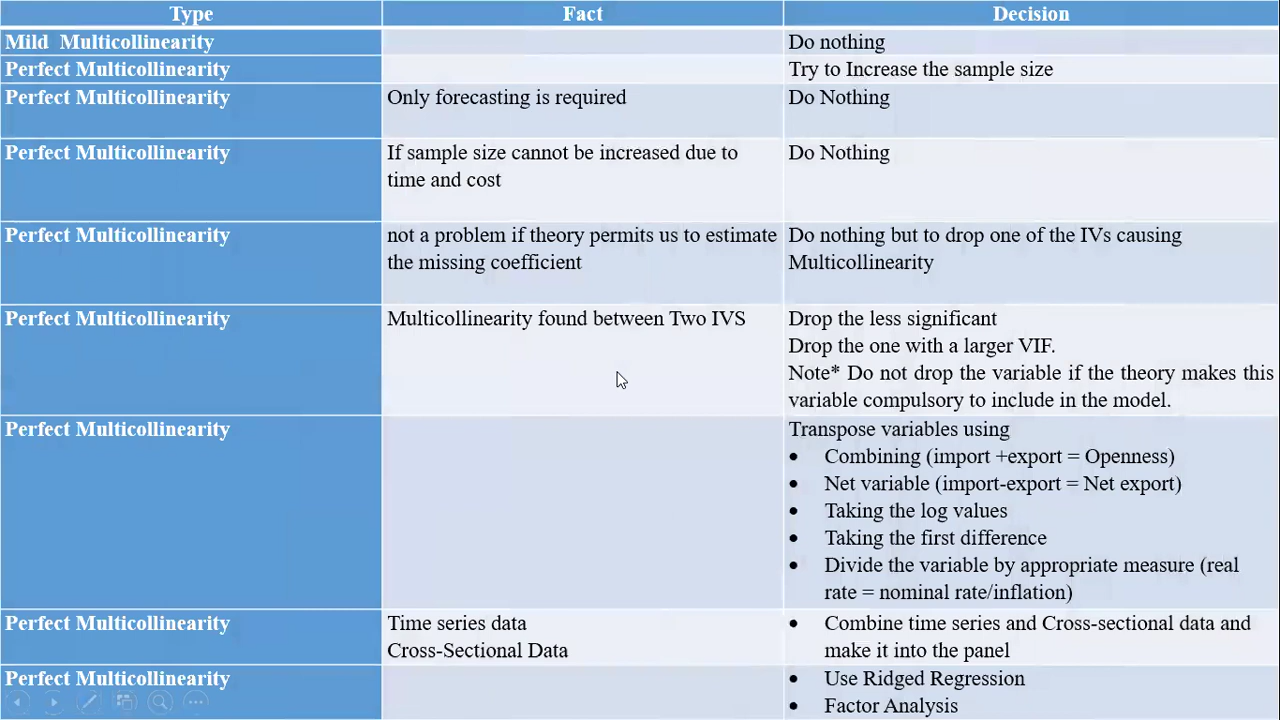 Type Fact Decision
Mild Multicollinearity Do nothing
Perfect Multicollinearity Try to Increase the sample size
Perfect Multicollinearity Only forecasting is required Do Nothing
Perfect Multicollinearity If sample size cannot be increased due to Do Nothing
time and cost
Perfect Multicollinearity not a problem if theory permits us to estimate Do nothing but to drop one of the IVs causing
the missing coefficient Multicollinearity
Perfect Multicollinearity Multicollinearity found between Two IVS Drop the less significant
Drop the one with a larger VIF.
Note* Do not drop the variable if the theory makes this
variable compulsory to include in the model.
Perfect Multicollinearity Transpose variables using
• Combining (import +export = Openness)
• Net variable (import-export = Net export)
• Taking the log values
• Taking the first difference
• Divide the variable by appropriate measure (real
rate = nominal rate/inflation)
Perfect Multicollinearity Time series data • Combine time series and Cross-sectional data and
Cross-Sectional Data make it into the panel
Perfect Multicollinearity • Use Ridged Regression
• Factor Analysis